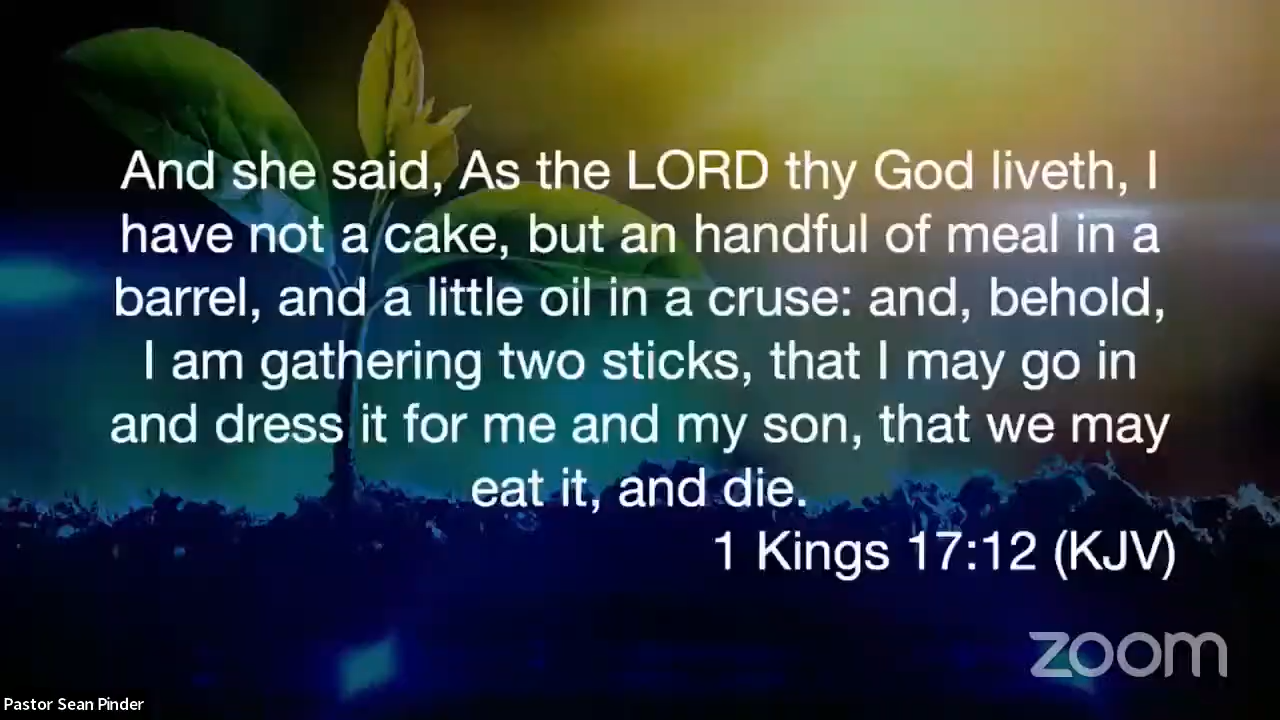 And she said, As the LORD thy God liveth, I
have not a cake, but an handful of meal in a
barrel, and a little oil in a cruse: and, behold,
I am gathering two sticks, that I may go in
and dress it for me and my son, that we may
eat it, and die.
1 Kings 17:12 (KJV)
zoom
Pastor Sean Pinder